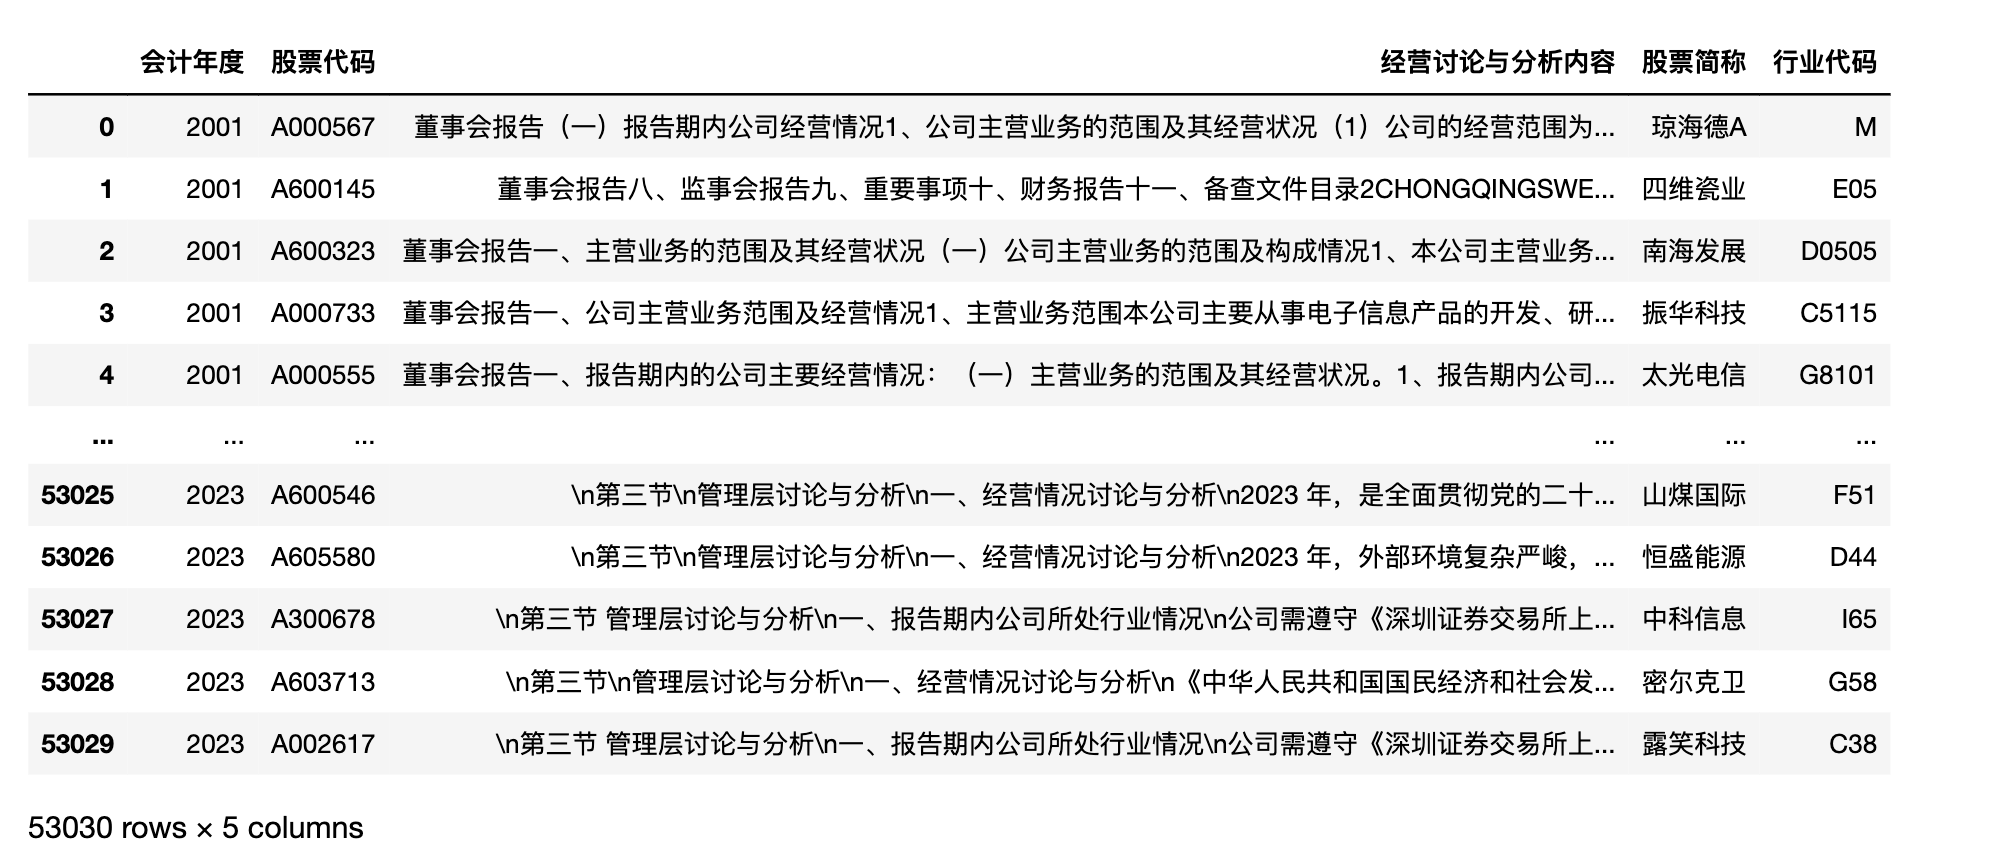 会计年度 股票代码 经营讨论与分析内容 股票简称 行业代码
0 2001 A000567 董事会报告（一）报告期内公司经营情况1、公司主营业务的范围及其经营状况（1）公司的经营范围为... 琼海德A M
1 2001 A600145 董事会报告八、监事会报告九、重要事项十、财务报告十一、备查文件目录2CHONGQINGSWE... 四维瓷业 E05
2 2001 A600323 董事会报告一、主营业务的范围及其经营状况（一）公司主营业务的范围及构成情况1、本公司主营业务... 南海发展 D0505
3 2001 A000733 董事会报告一、公司主营业务范围及经营情况1、主营业务范围本公司主要从事电子信息产品的开发、研... 振华科技 C5115
4 2001 A000555 董事会报告一、报告期内的公司主要经营情况：（一）主营业务的范围及其经营状况。1、报告期内公司... 太光电信 G8101
... ... ... ... ... ...
53025 2023 A600546 \n第三节\n管理层讨论与分析\n一、经营情况讨论与分析\n2023 年，是全面贯彻党的二十... 山煤国际 F51
53026 2023 A605580 \n第三节\n管理层讨论与分析\n一、经营情况讨论与分析\n2023 年，外部环境复杂严峻，... 恒盛能源 D44
53027 2023 A300678 \n第三节 管理层讨论与分析\n一、报告期内公司所处行业情况\n公司需遵守《深圳证券交易所上... 中科信息 I65
53028 2023 A603713 \n第三节\n管理层讨论与分析\n一、经营情况讨论与分析\n《中华人民共和国国民经济和社会发... 密尔克卫 G58
53029 2023 A002617 \n第三节 管理层讨论与分析\n一、报告期内公司所处行业情况\n公司需遵守《深圳证券交易所上... 露笑科技 C38
53030 rows × 5 columns